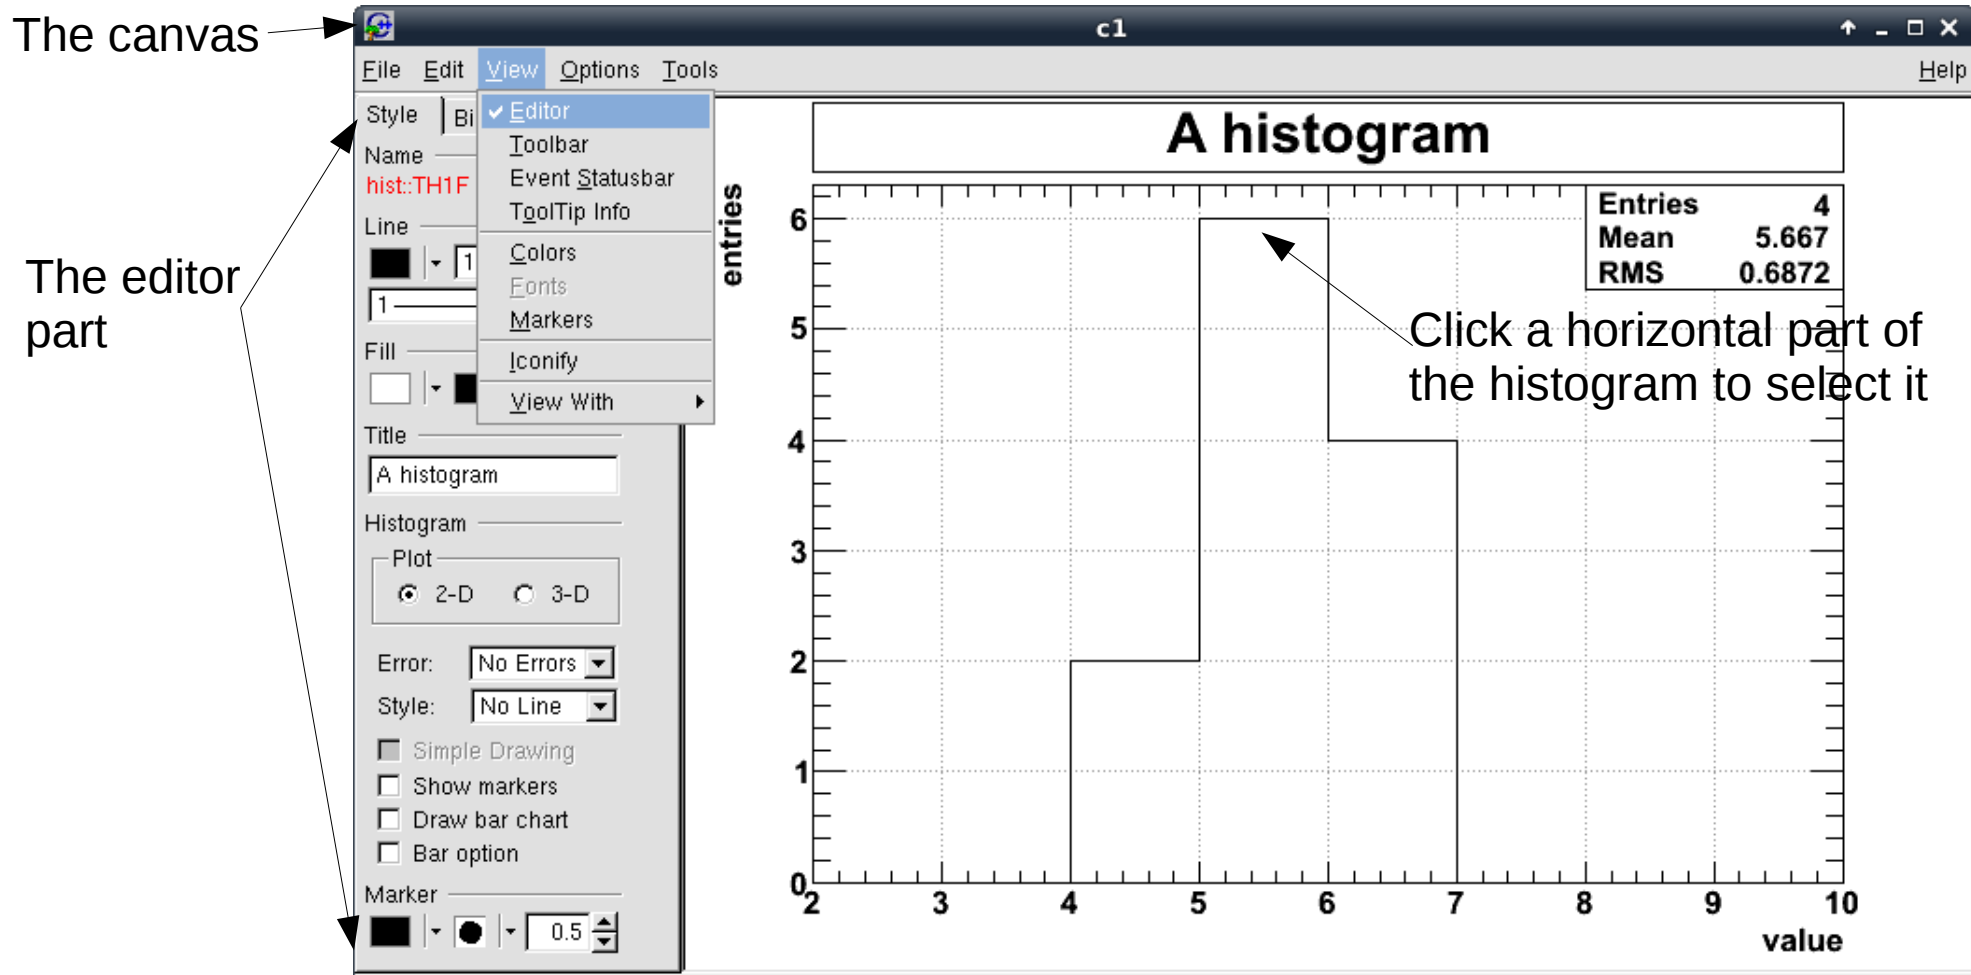 The canvas
c1
File Edit View Options Tools Help
Style Bi
Editor
Toolbar
Event Statusbar
ToolTip Info
Colors
Fonts
Markers
Iconify
View With
Name
hist::TH1F
Line
1
1
Fill
Title
A histogram
Histogram
Plot
2-D 3-D
Error: No Errors
Style: No Line
Simple Drawing
Show markers
Draw bar chart
Bar option
Marker
0.5
The editor
part
A histogram
entries
Entries 4
Mean 5.667
RMS 0.6872
Click a horizontal part of
the histogram to select it
6
5
4
3
2
1
0
2 3 4 5 6 7 8 9 10
value